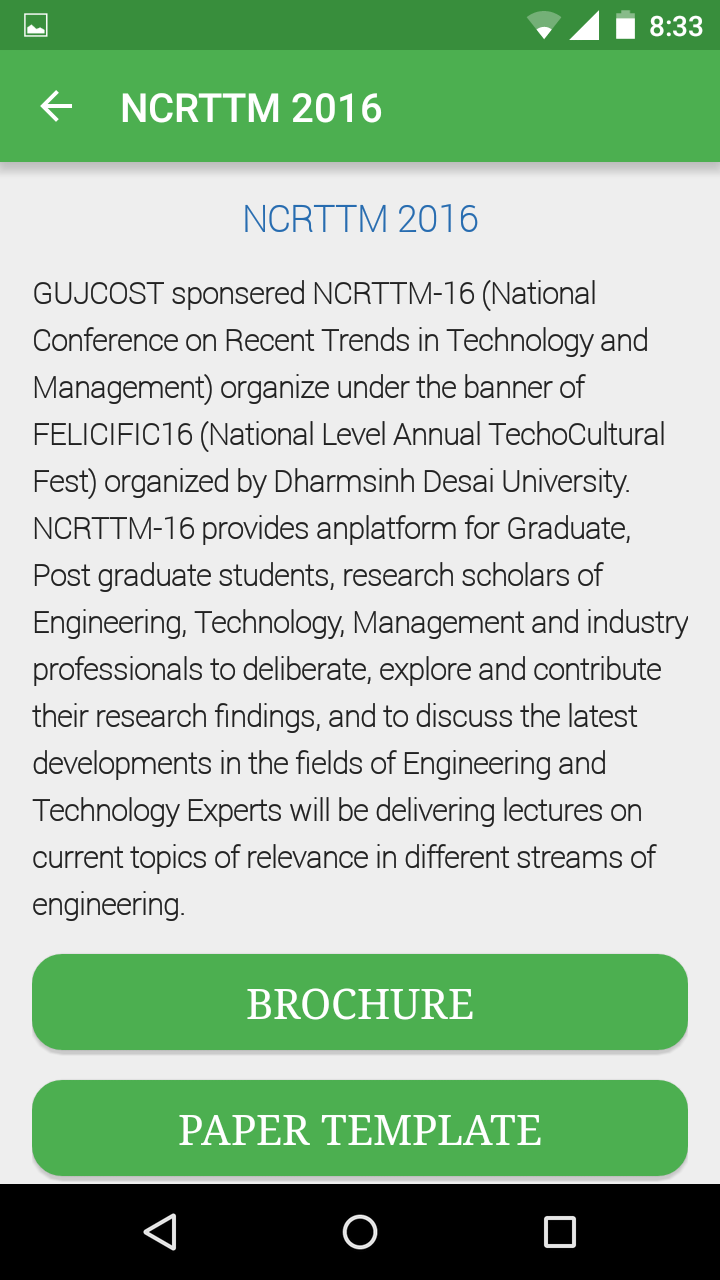 8:33
NCRTTM 2016
NCRTTM 2016
GUJCOST sponsered NCRTTM-16 (National
Conference on Recent Trends in Technology and
Management) organize under the banner of
FELICIFIC16 (National Level Annual TechoCultural
Fest) organized by Dharmsinh Desai University.
NCRTTM-16 provides anplatform for Graduate,
Post graduate students, research scholars of
Engineering, Technology, Management and industry
professionals to deliberate, explore and contribute
their research findings, and to discuss the latest
developments in the fields of Engineering and
Technology Experts will be delivering lectures on
current topics of relevance in different streams of
engineering.
BROCHURE
PAPER TEMPLATE